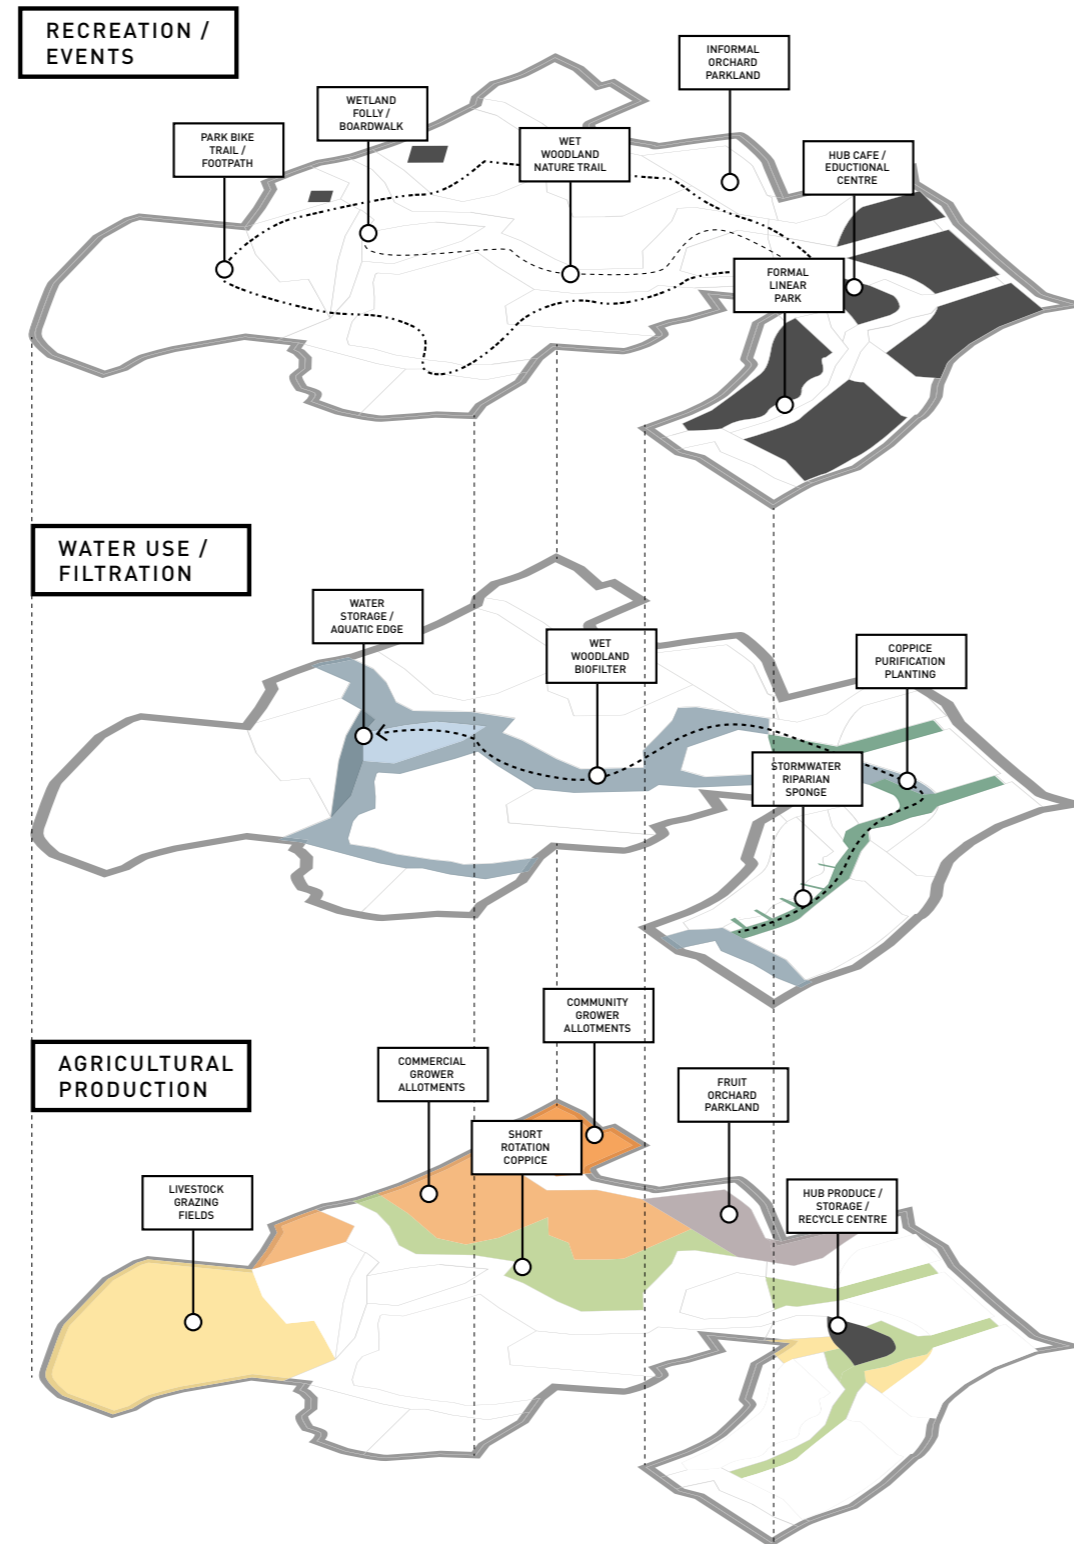 RECREATION /
EVENTS
INFORMAL
ORCHARD
PARKLAND
WETLAND
FOLLY /
BOARDWALK
PARK BIKE
TRAIL /
FOOTPATH
WET
WOODLAND
NATURE TRAIL
HUB CAFE /
EDUCTIONAL
CENTRE
FORMAL
LINEAR
PARK
WATER USE /
FILTRATION
WATER
STORAGE /
AQUATIC EDGE
WET
WOODLAND
BIOFILTER
COPPICE
PURIFICATION
PLANTING
STORMWATER
RIPARIAN
SPONGE
AGRICULTURAL
PRODUCTION
COMMUNITY
GROWER
ALLOTMENTS
COMMERCIAL
GROWER
ALLOTMENTS
FRUIT
ORCHARD
PARKLAND
SHORT
ROTATION
COPPICE
LIVESTOCK
GRAZING
FIELDS
HUB PRODUCE /
STORAGE /
RECYCLE CENTRE